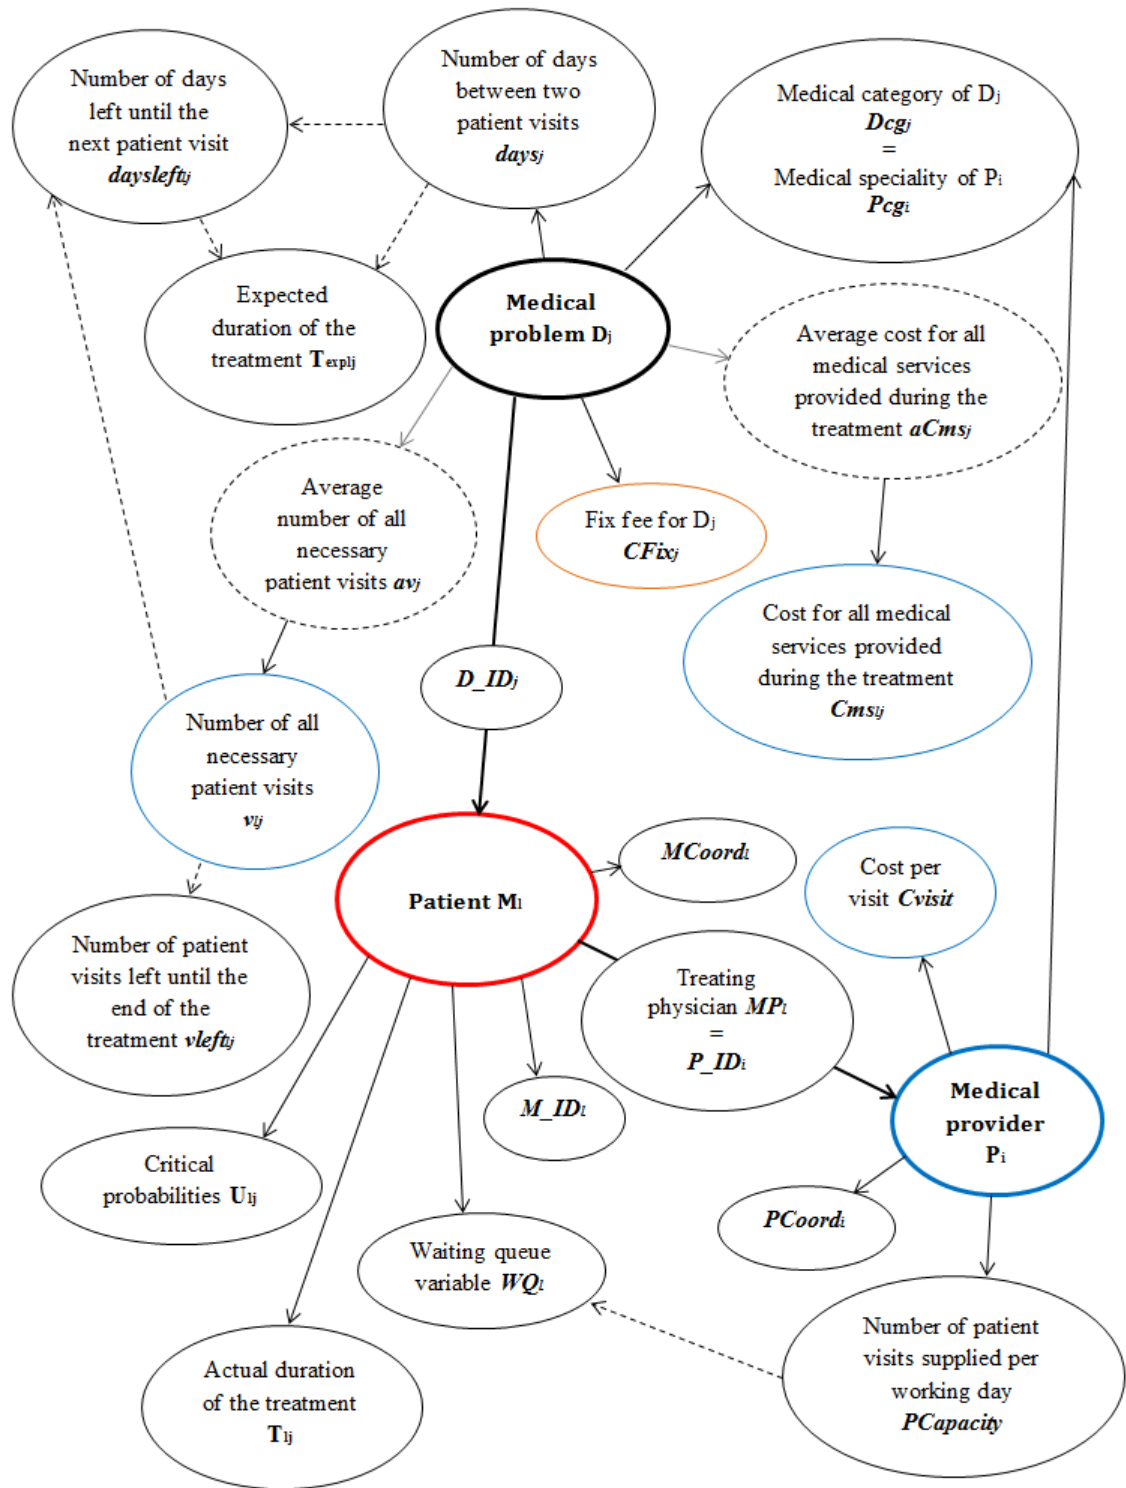 Number of days
left until the
next patient visit
daysleftlj
Number of days
between two
patient visits
daysj
Medical category of Dj
Dcgj
=
Medical speciality of Pi
Pcgi
Expected
duration of the
treatment Texplj
Medical
problem Dj
Average cost for all
medical services
provided during the
treatment aCmsj
Average
number of all
necessary
patient visits avj
Fix fee for Dj
CFixj
Cost for all medical
services provided
during the treatment
Cmslj
D_IDj
Number of all
necessary
patient visits
vlj
MCoordl
Cost per
visit Cvisit
Patient Ml
Number of patient
visits left until the
end of the
treatment vleftlj
Treating
physician MPl
=
P_IDi
M_IDl
Medical
provider
Pi
Critical
probabilities Ulj
PCoordi
Waiting queue
variable WQl
Number of patient
visits supplied per
working day
PCapacity
Actual duration
of the treatment
Tlj